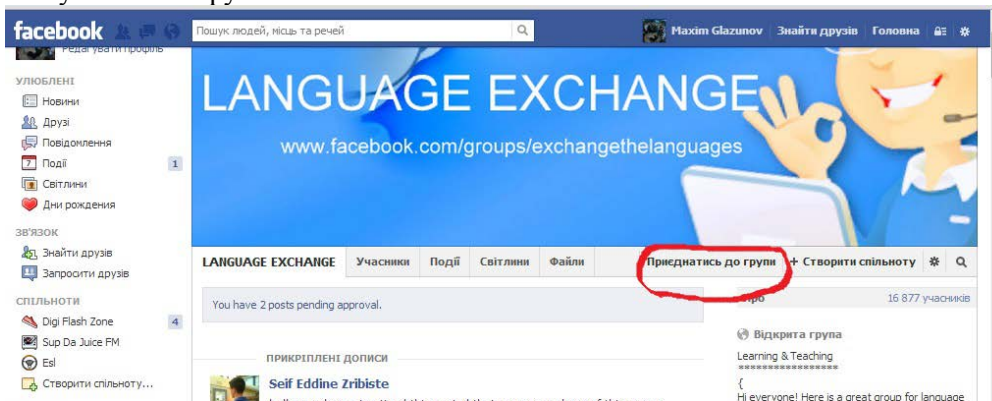 facebook
Пошук людей, місць та речей
Maxim Glazunov
Знайти друзів
Головна
Редагувати профіль
УЛЮБЛЕНІ
Новини
Друзі
Повідомлення
7 Події 1
Світлини
Дни рождения
ЗВ'ЯЗОК
Знайти друзів
Запросити друзів
СПІЛЬНОТИ
Digi Flash Zone 4
Sup Da Juice FM
Esl
Створити спільноту...
LANGUAGE EXCHANGE
www.facebook.com/groups/exchangethelanguages
LANGUAGE EXCHANGE Учасники Події Світлини Файли Приєднатись до групи + Створити спільноту
You have 2 posts pending approval.
ПРИКРІПЛЕНІ ДОПИСИ
Seif Eddine Zribiste
Про 16 877 учасників
Відкрита група
Learning & Teaching
*****************
{
Hi everyone! Here is a great group for language